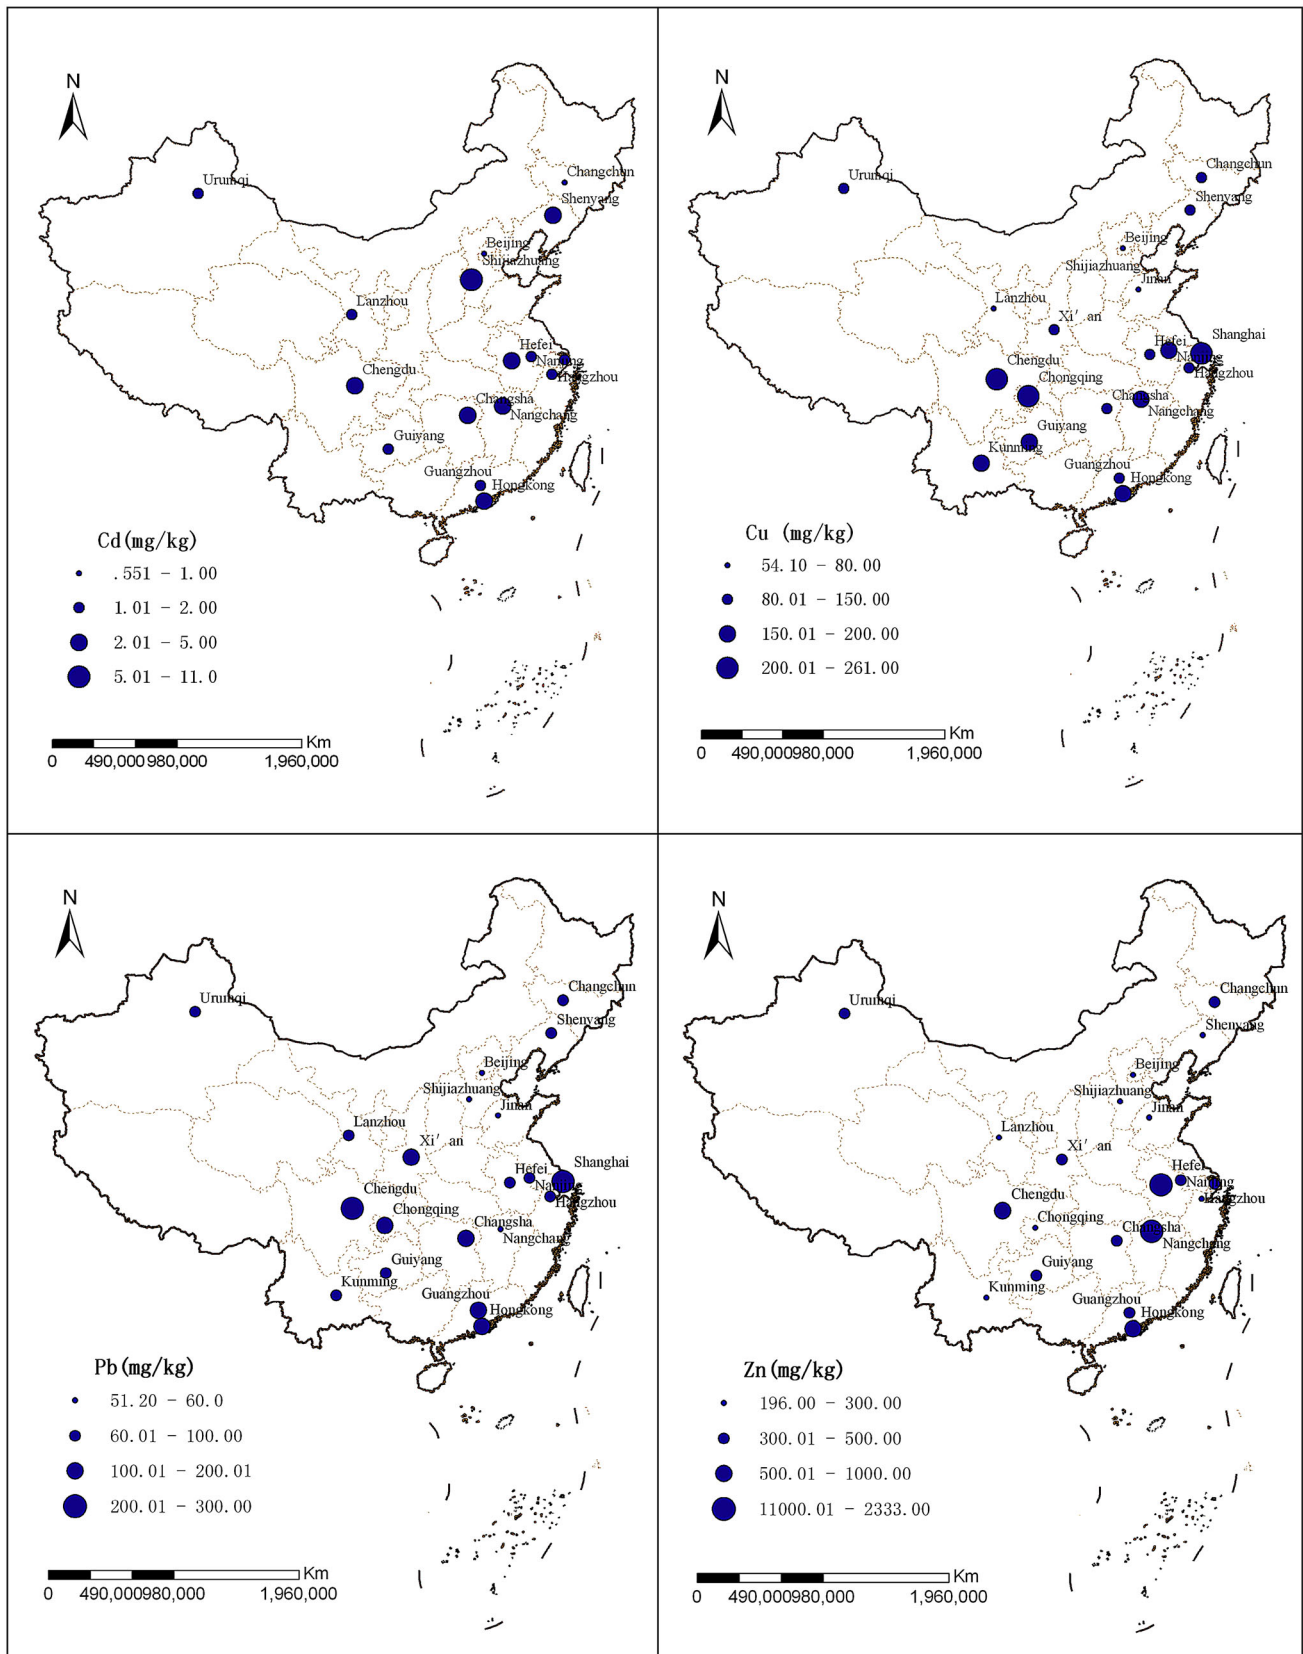 N
Urumqi
Changchun
Shenyang
Beijing
Shijiazhuang
Lanzhou
Hefei
Nanjing
Hangzhou
Chengdu
Changsha
Nangchang
Guiyang
Guangzhou
Hongkong
Cd(mg/kg)
.551 - 1.00
1.01 - 2.00
2.01 - 5.00
5.01 - 11.0
Km
0 490,000 980,000 1,960,000
N
Urumqi
Changchun
Shenyang
Beijing
Shijiazhuang
Jinan
Lanzhou
Xi' an
Shanghai
Hefei
Nanjing
Hangzhou
Chengdu
Chongqing
Changsha
Nangchang
Guiyang
Kunming
Guangzhou
Hongkong
Cu (mg/kg)
54.10 - 80.00
80.01 - 150.00
150.01 - 200.00
200.01 - 261.00
Km
0 490,000 980,000 1,960,000
N
Urumqi
Changchun
Shenyang
Beijing
Shijiazhuang
Jinan
Lanzhou
Xi' an
Shanghai
Hefei
Nanjing
Hangzhou
Chengdu
Chongqing
Changsha
Nangchang
Guiyang
Kunming
Guangzhou
Hongkong
Pb(mg/kg)
51.20 - 60.0
60.01 - 100.00
100.01 - 200.01
200.01 - 300.00
Km
0 490,000 980,000 1,960,000
N
Urumqi
Changchun
Shenyang
Beijing
Shijiazhuang
Jinan
Lanzhou
Xi' an
Hefei
Nanjing
Hangzhou
Chengdu
Chongqing
Changsha
Nangchang
Guiyang
Kunming
Guangzhou
Hongkong
Zn(mg/kg)
196.00 - 300.00
300.01 - 500.00
500.01 - 1000.00
11000.01 - 2333.00
Km
0 490,000 980,000 1,960,000